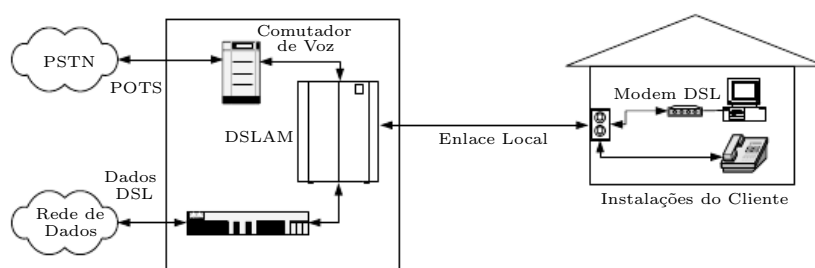 PSTN
POTS
Comutador
de Voz
DSLAM
Dados
DSL
Rede de
Dados
Enlace Local
Modem DSL
Instalações do Cliente